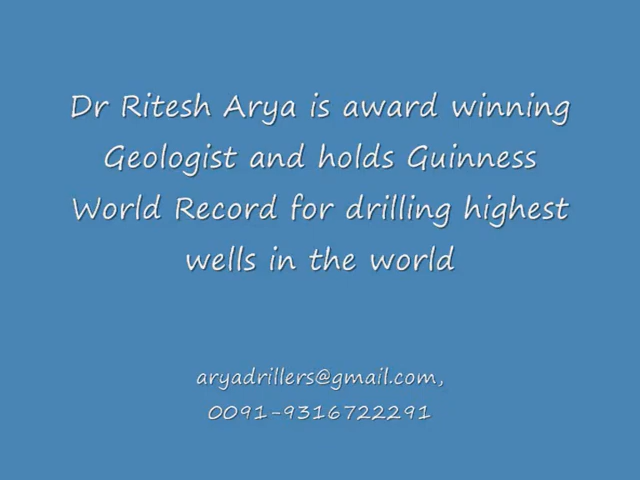 Dr Ritesh Arya is award winning
Geologist and holds Guinness
World Record for drilling highest
wells in the world
aryadrillers@gmail.com,
0091-9316722291